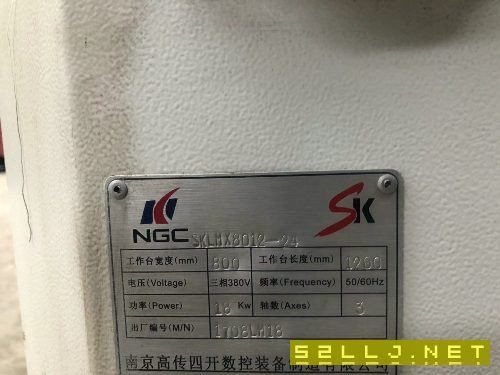 NGC
SK
SKLMX8012-24
工作台宽度(mm) 800 工作台长度(mm) 1200
电压(Voltage) 三相380V 频率(Frequency) 50/60Hz
功率(Power) 18 Kw 轴数(Axes) 3
出厂编号(M/N) 1708LM18
南京高传四开数控装备制造有限公司
52LLJ.NET